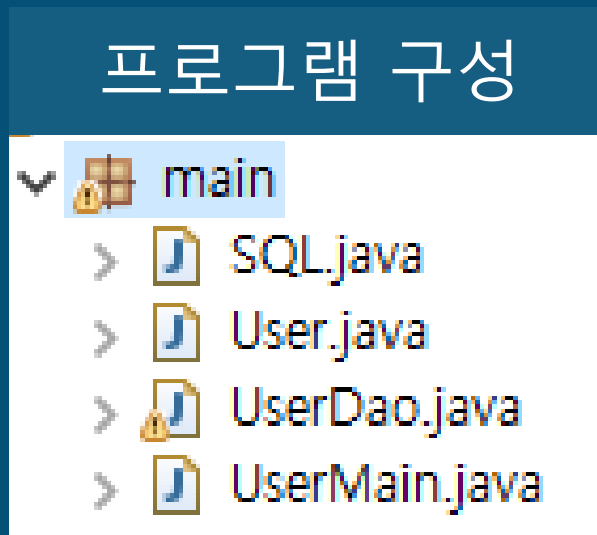 프로그램 구성
main
SQL.java
User.java
UserDao.java
UserMain.java